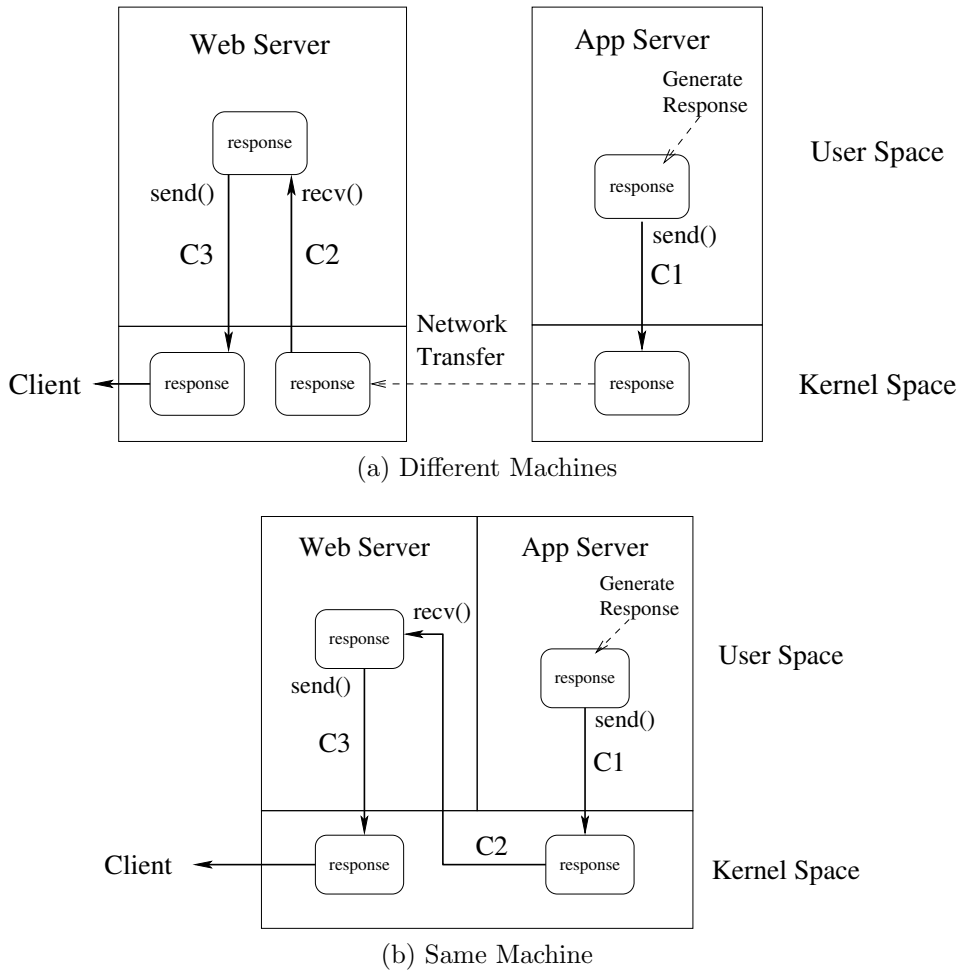 Web Server
App Server
Generate
Response
response
User Space
response
send()
recv()
send()
C3
C2
C1
Network
Transfer
Client
response
response
response
Kernel Space
(a) Different Machines
Web Server
App Server
Generate
Response
recv()
response
User Space
response
send()
send()
C3
C1
C2
Client
response
response
Kernel Space
(b) Same Machine